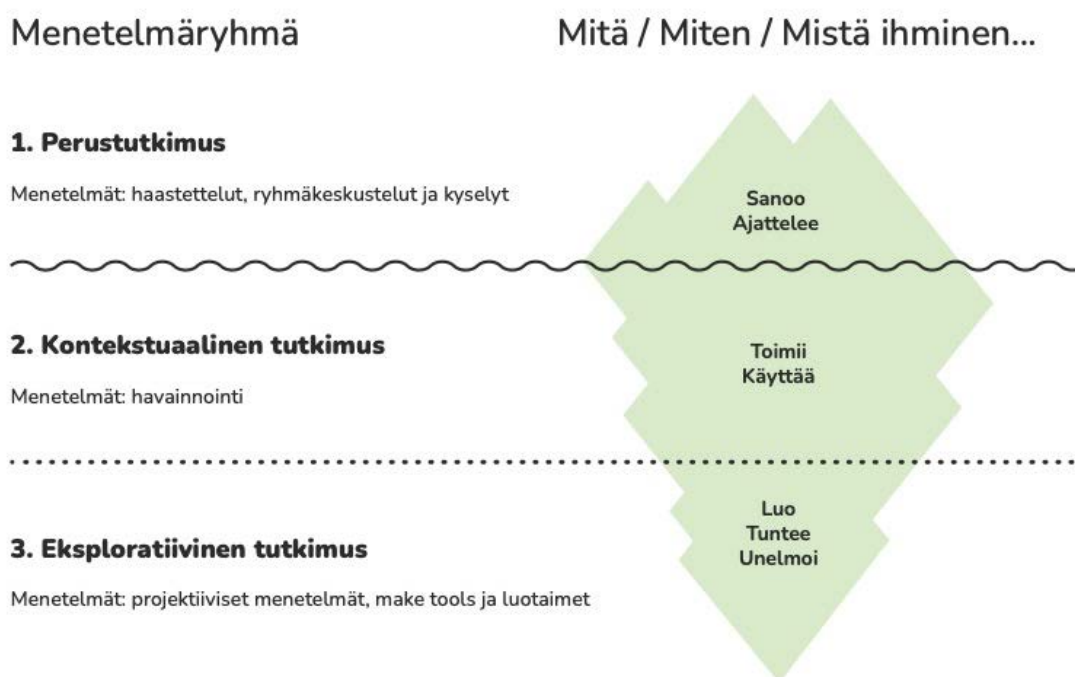 Menetelmäryhmä
Mitä / Miten / Mistä ihminen...
1. Perustutkimus
Menetelmät: haastettelut, ryhmäkeskustelut ja kyselyt
Sanoo
Ajattelee
2. Kontekstuaalinen tutkimus
Menetelmät: havainnointi
Toimii
Käyttää
3. Eksploratiivinen tutkimus
Menetelmät: projektiiviset menetelmät, make tools ja luotaimet
Luo
Tuntee
Unelmoi